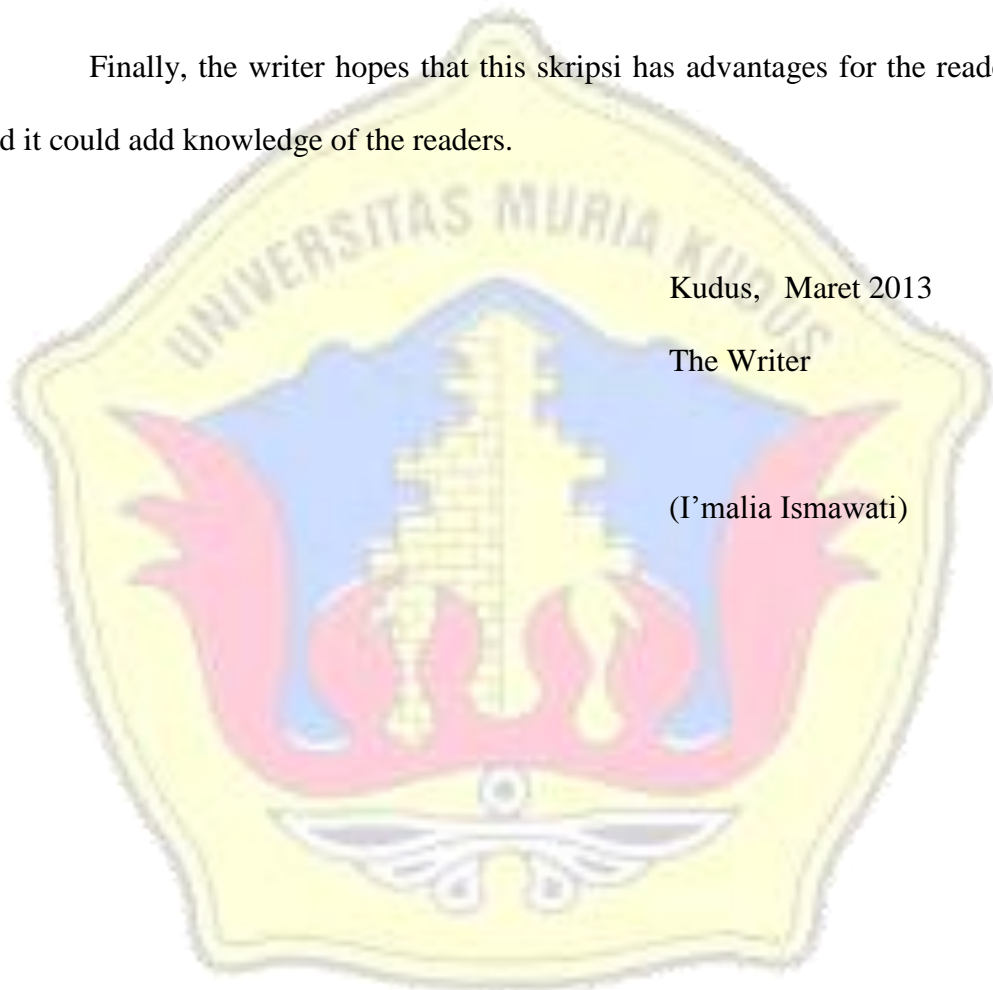 Finally, the writer hopes that this skripsi has advantages for the
it could add knowledge of the readers.
UNIVERSITAS MURIA KUDUS
Kudus, Maret 2013
The Writer
(I'malia Ismawati)